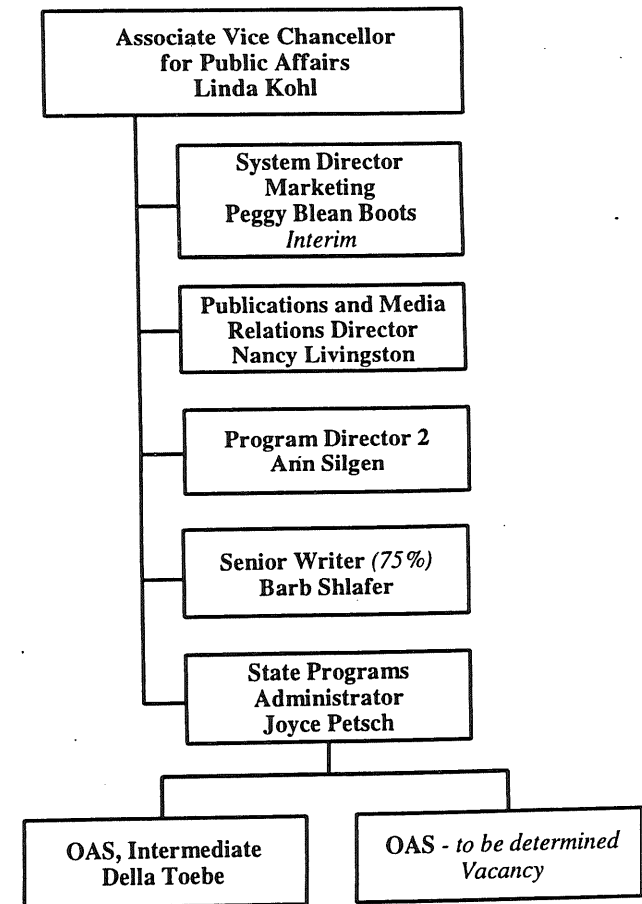 Associate Vice Chancellor
for Public Affairs
Linda Kohl
System Director
Marketing
Peggy Blean Boots
Interim
Publications and Media
Relations Director
Nancy Livingston
Program Director 2
Ann Silgen
Senior Writer (75%)
Barb Shlafer
State Programs
Administrator
Joyce Petsch
OAS, Intermediate
Della Toebe
OAS - to be determined
Vacancy